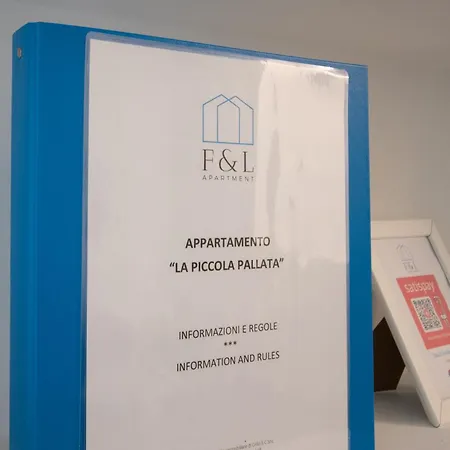 F&L
APARTMENT
APPARTAMENTO
“LA PICCOLA PALLATA”
INFORMAZIONI E REGOLE
***
INFORMATION AND RULES
satispay